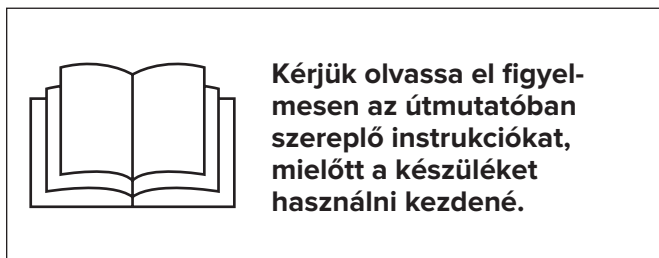 Kérjük olvassa el figyel-
mesen az útmutatóban
szereplő instrukciókat,
mielőtt a készüléket
használni kezdené.